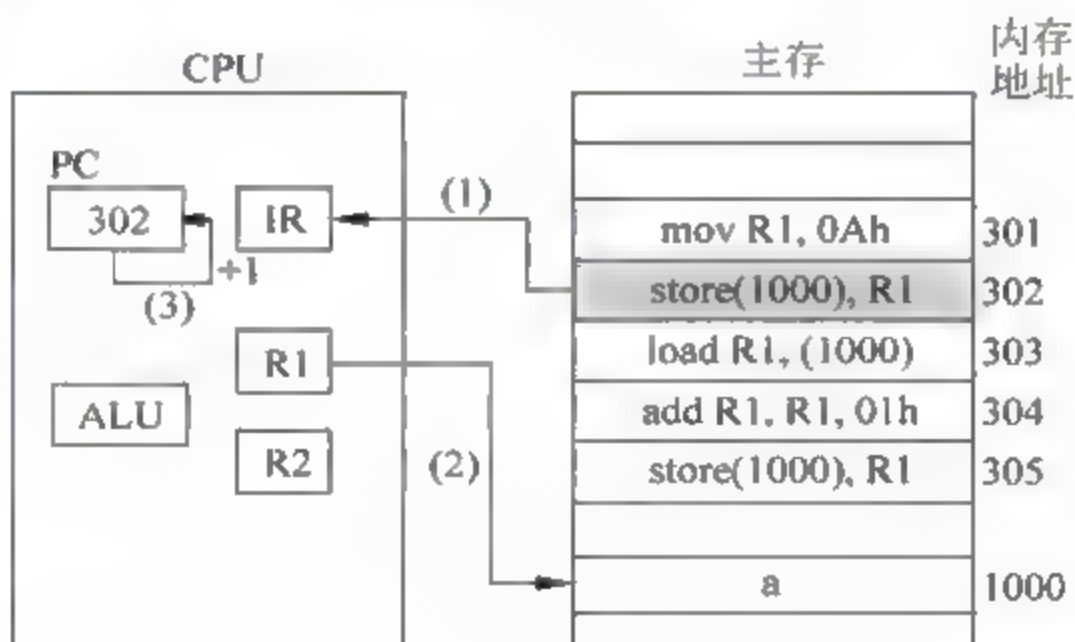 CPU
主存
内存
地址
PC
302
IR
(1)
+1
(3)
mov R1, 0Ah
301
store(1000), R1
302
R1
load R1, (1000)
303
ALU
add R1, R1, 01h
304
R2
(2)
store(1000), R1
305
a
1000